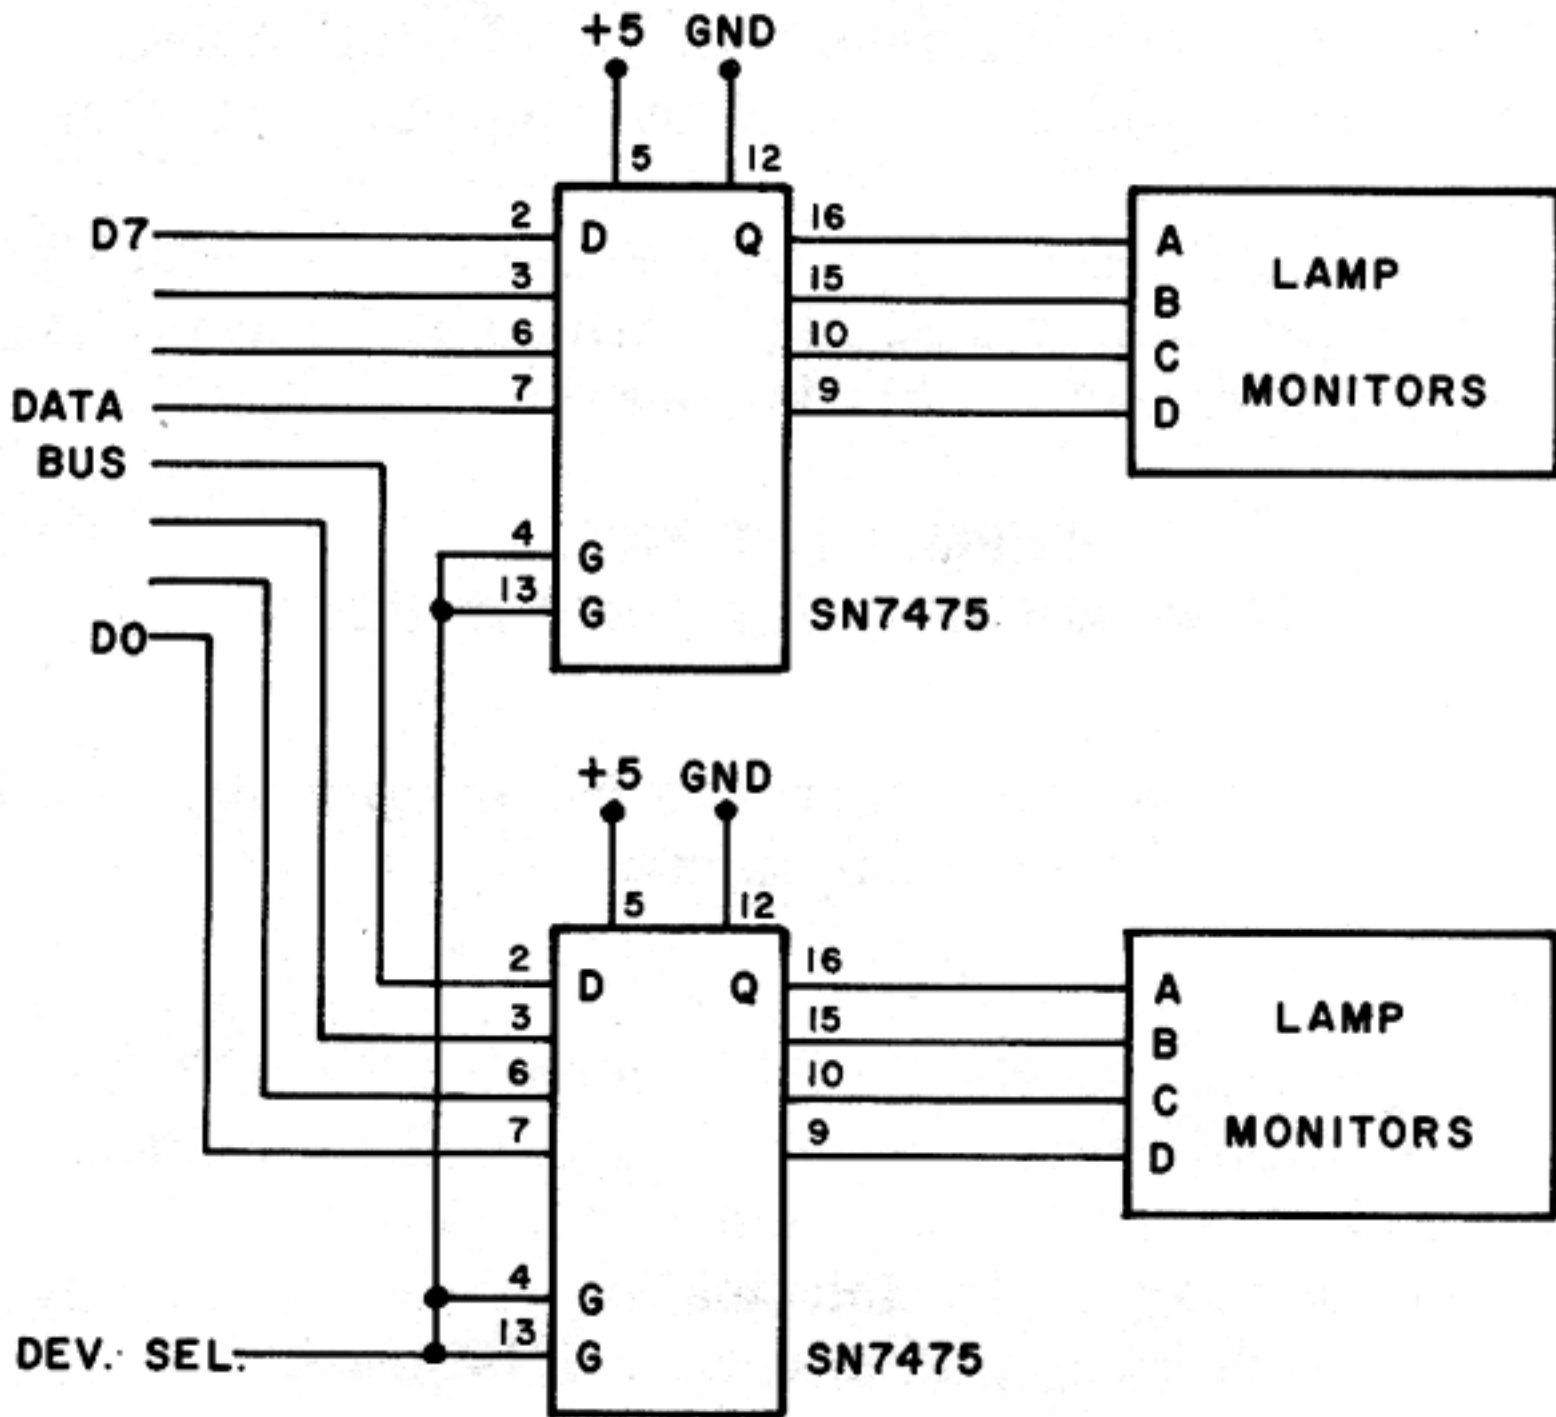 +5 GND
5 12
D7 2 D Q 16 A LAMP
3 15 B
6 10 C MONITORS
DATA 7 9 D
BUS
4 G
13 G SN7475
D0
+5 GND
5 12
2 D Q 16 A LAMP
3 15 B
6 10 C MONITORS
7 9 D
4 G
DEV. SEL. 13 G SN7475